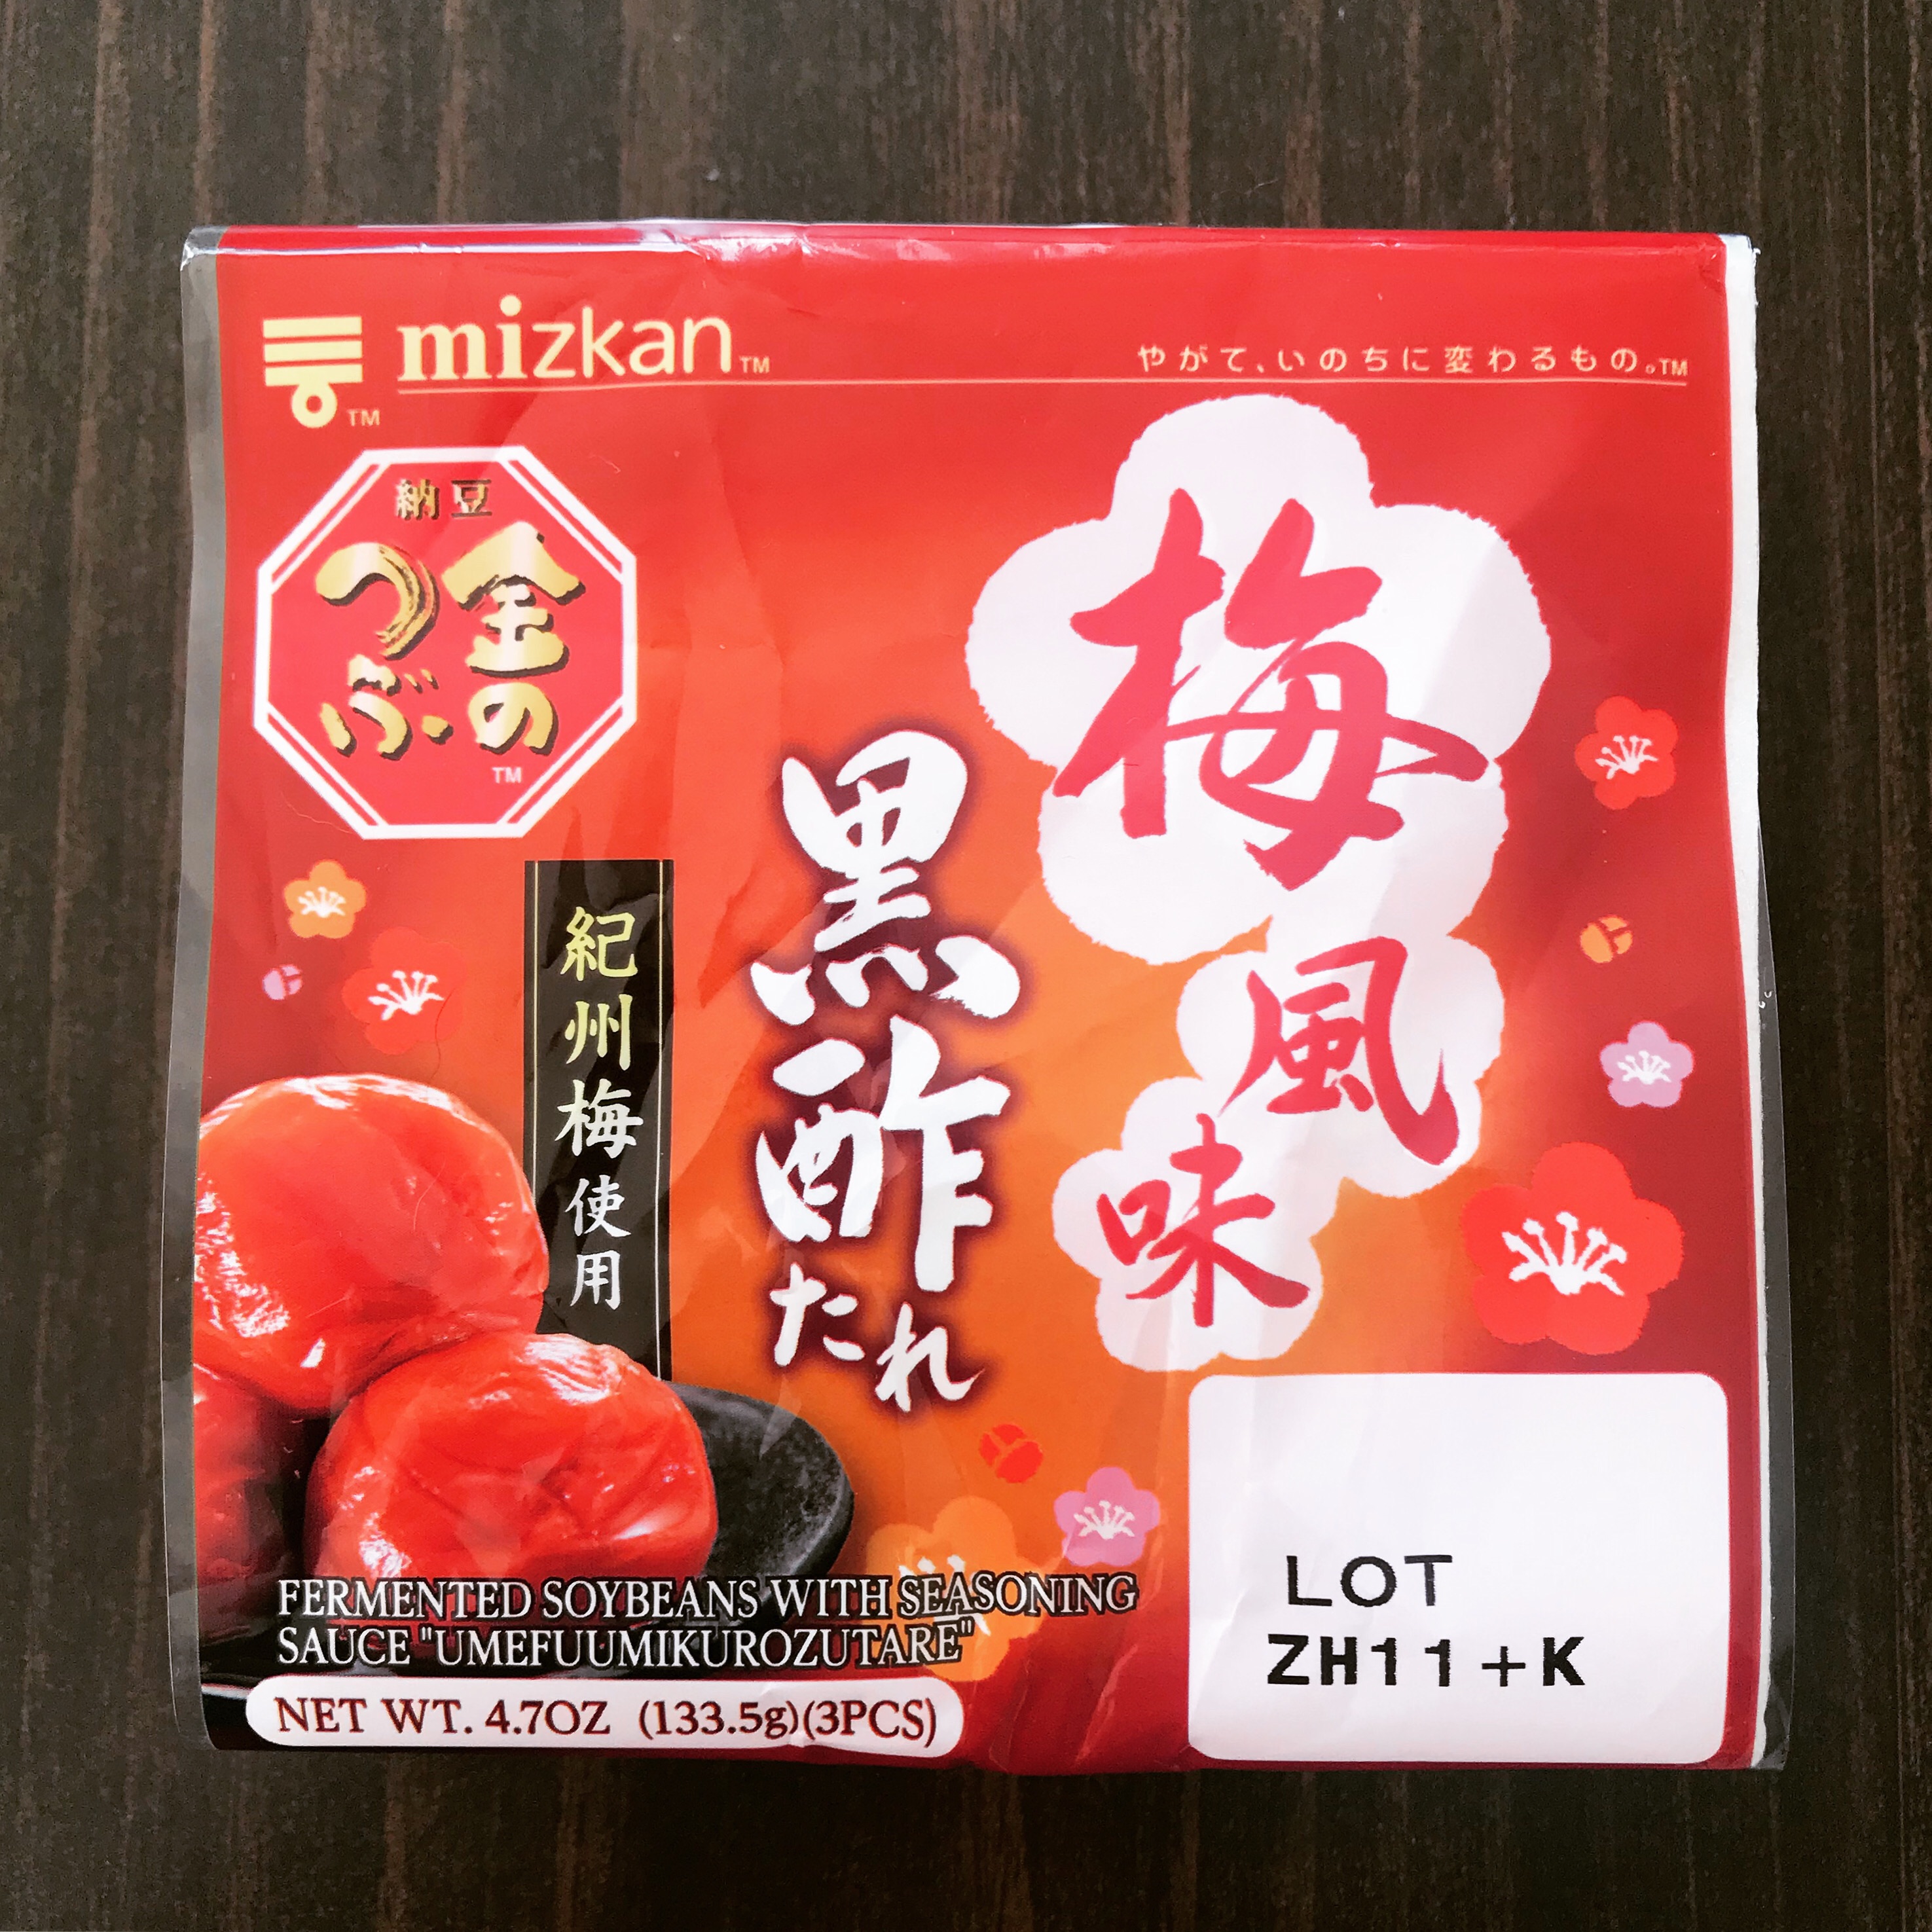 mizkan™
やがて、いのちに変わるもの。™
™
納豆
金の
つぶ
™
梅風味
黒酢たれ
紀州梅使用
FERMENTED SOYBEANS WITH SEASONING
SAUCE "UMEFUUMIKUROZUTARE"
NET WT. 4.7OZ (133.5g)(3PCS)
LOT
ZH11+K